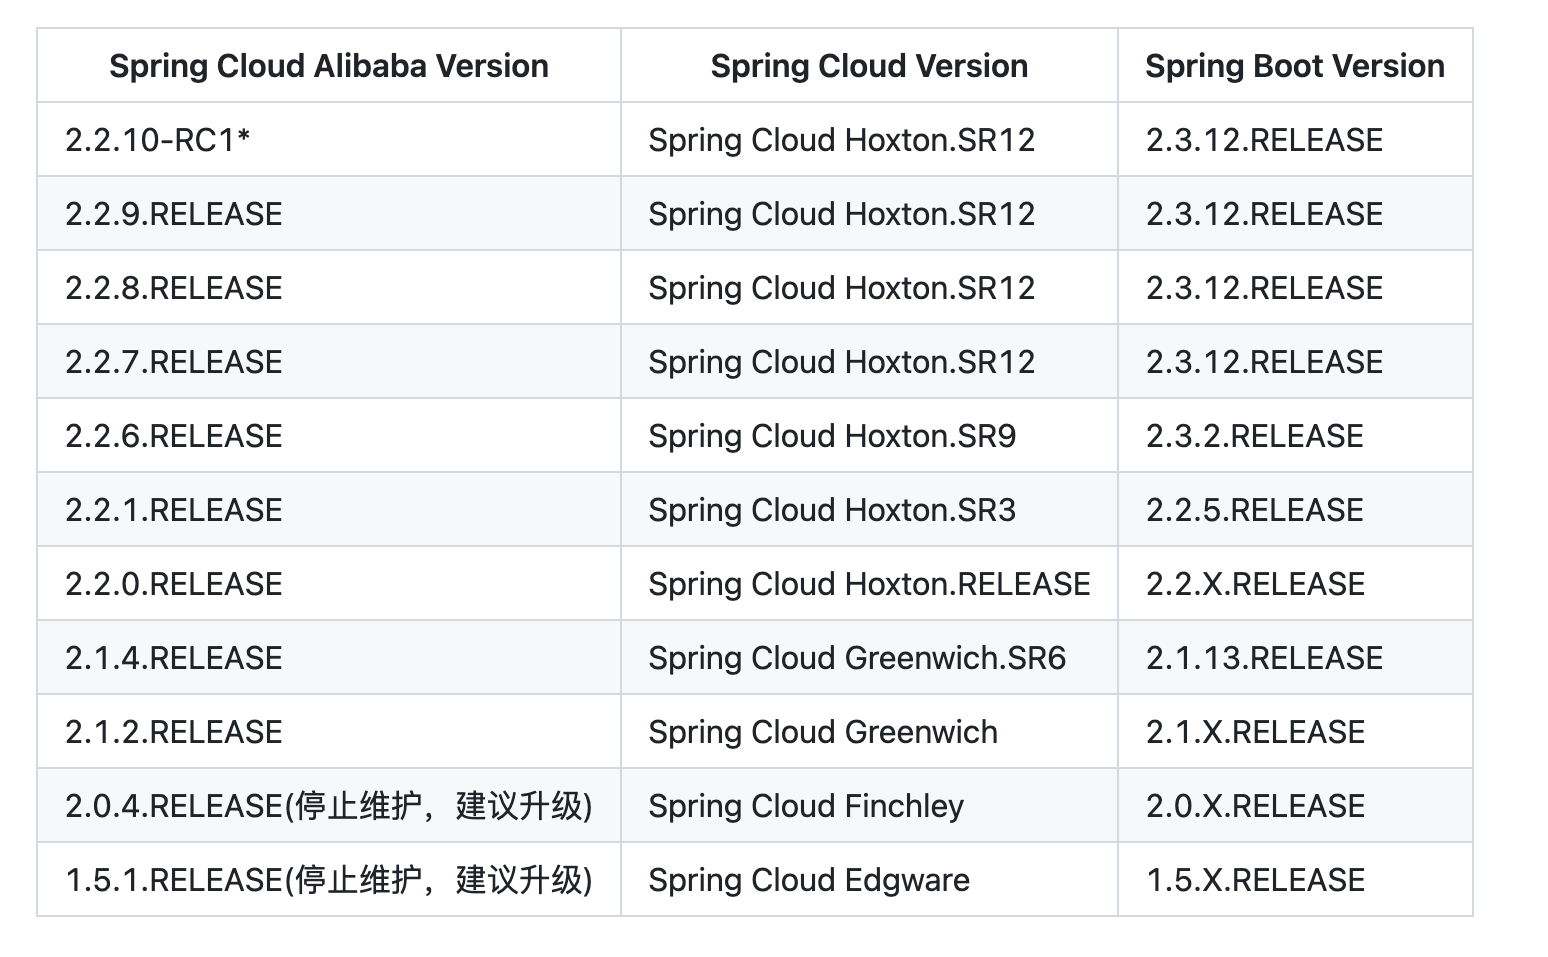 Spring Cloud Alibaba Version Spring Cloud Version Spring Boot Version
2.2.10-RC1* Spring Cloud Hoxton.SR12 2.3.12.RELEASE
2.2.9.RELEASE Spring Cloud Hoxton.SR12 2.3.12.RELEASE
2.2.8.RELEASE Spring Cloud Hoxton.SR12 2.3.12.RELEASE
2.2.7.RELEASE Spring Cloud Hoxton.SR12 2.3.12.RELEASE
2.2.6.RELEASE Spring Cloud Hoxton.SR9 2.3.2.RELEASE
2.2.1.RELEASE Spring Cloud Hoxton.SR3 2.2.5.RELEASE
2.2.0.RELEASE Spring Cloud Hoxton.RELEASE 2.2.X.RELEASE
2.1.4.RELEASE Spring Cloud Greenwich.SR6 2.1.13.RELEASE
2.1.2.RELEASE Spring Cloud Greenwich 2.1.X.RELEASE
2.0.4.RELEASE(停止维护，建议升级) Spring Cloud Finchley 2.0.X.RELEASE
1.5.1.RELEASE(停止维护，建议升级) Spring Cloud Edgware 1.5.X.RELEASE